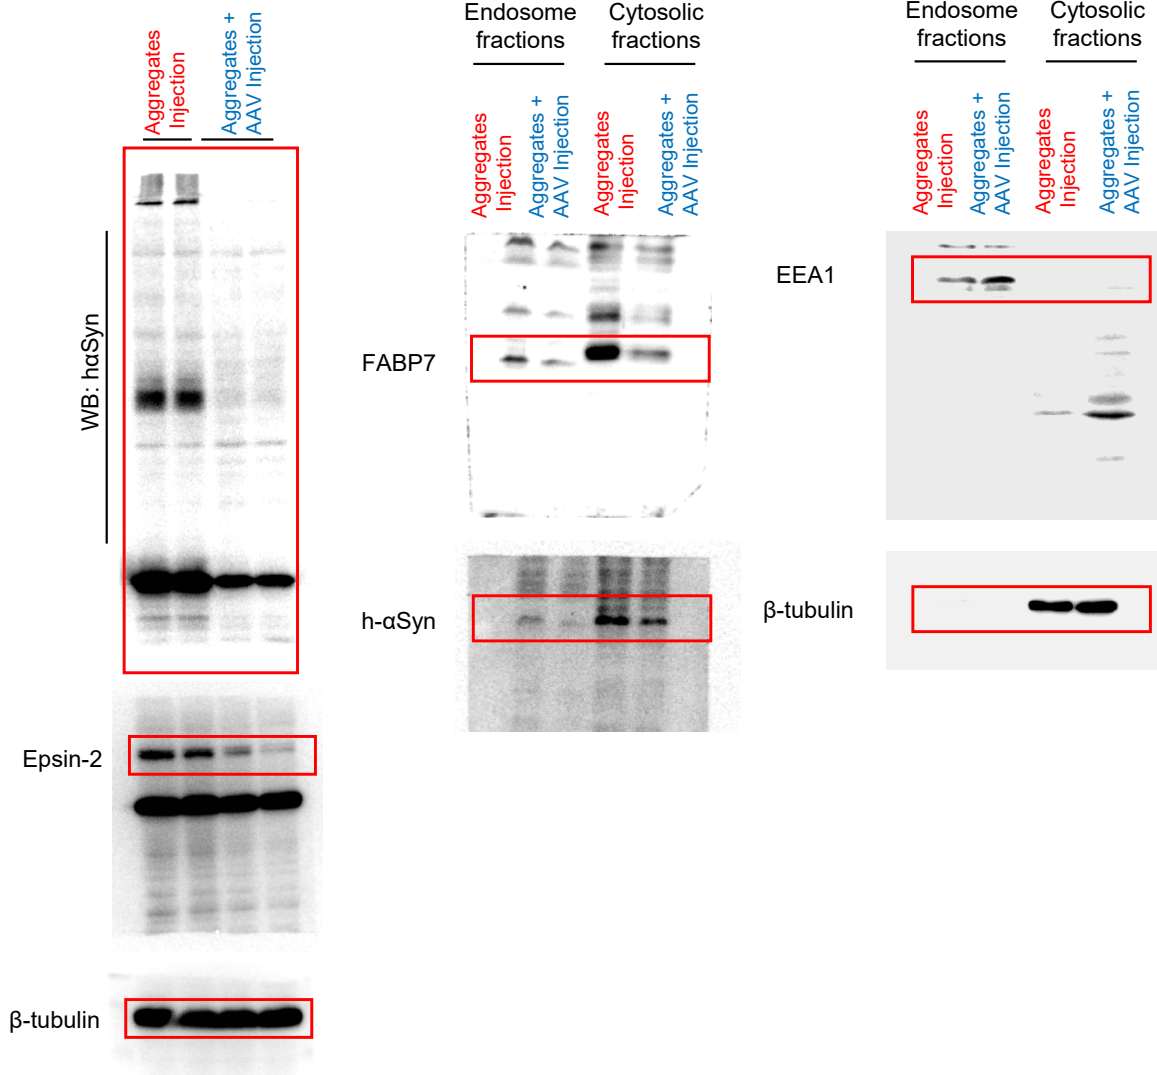 Aggregates
Injection
Aggregates +
AAV Injection
WB: hαSyn
Epsin-2
β-tubulin
Endosome
fractions
Cytosolic
fractions
Aggregates
Injection
Aggregates +
AAV Injection
Aggregates
Injection
Aggregates +
AAV Injection
FABP7
h-αSyn
Endosome
fractions
Cytosolic
fractions
Aggregates
Injection
Aggregates +
AAV Injection
Aggregates
Injection
Aggregates +
AAV Injection
EEA1
β-tubulin